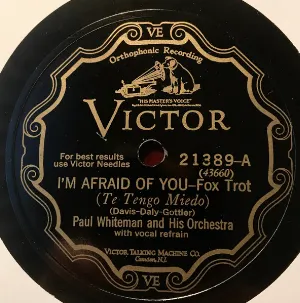 VE
Orthophonic Recording
"HIS MASTER'S VOICE"
VICTOR
For best results
use Victor Needles
21389-A
(43660)
I'M AFRAID OF YOU-Fox Trot
(Te Tengo Miedo)
(Davis-Daly-Gottler)
Paul Whiteman and His Orchestra
with vocal refrain
VICTOR TALKING MACHINE CO.
Camden, N.J.
VE